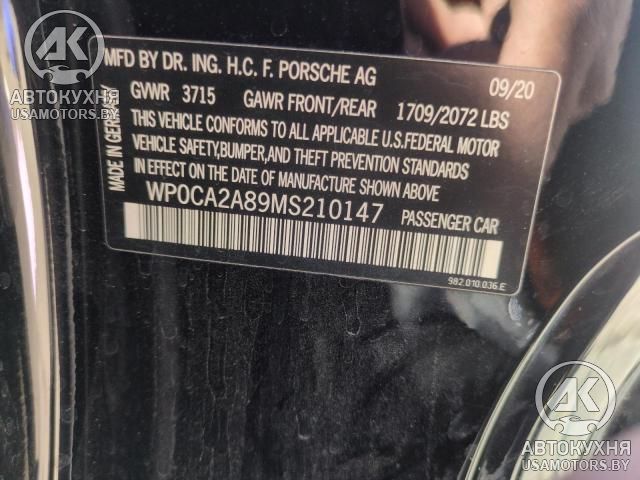 MFD BY DR. ING. H.C. F. PORSCHE AG 09/20
GVWR 3715 GAWR FRONT/REAR 1709/2072 LBS
THIS VEHICLE CONFORMS TO ALL APPLICABLE U.S.FEDERAL MOTOR
VEHICLE SAFETY,BUMPER,AND THEFT PREVENTION STANDARDS
IN EFFECT ON THE DATE OF MANUFACTURE SHOWN ABOVE
WP0CA2A89MS210147 PASSENGER CAR
982.010.036.E
MADE IN GERMANY
АК
АВТОКУХНЯ
USAMOTORS.BY
АК
АВТОКУХНЯ
USAMOTORS.BY